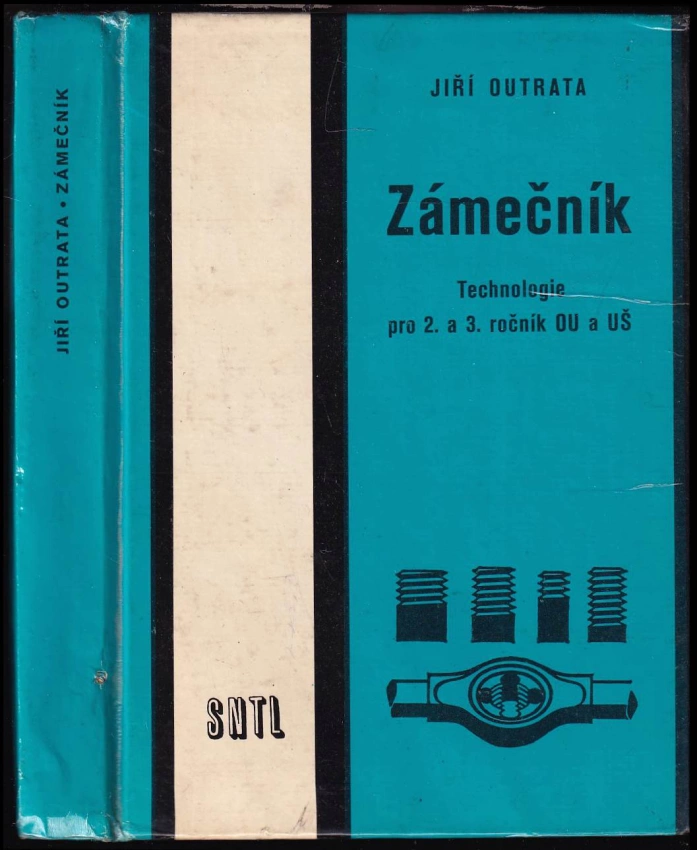 JIŘÍ OUTRATA • ZÁMEČNÍK
SNTL
JIŘÍ OUTRATA
Zámečník
Technologie
pro 2. a 3. ročník OU a UŠ